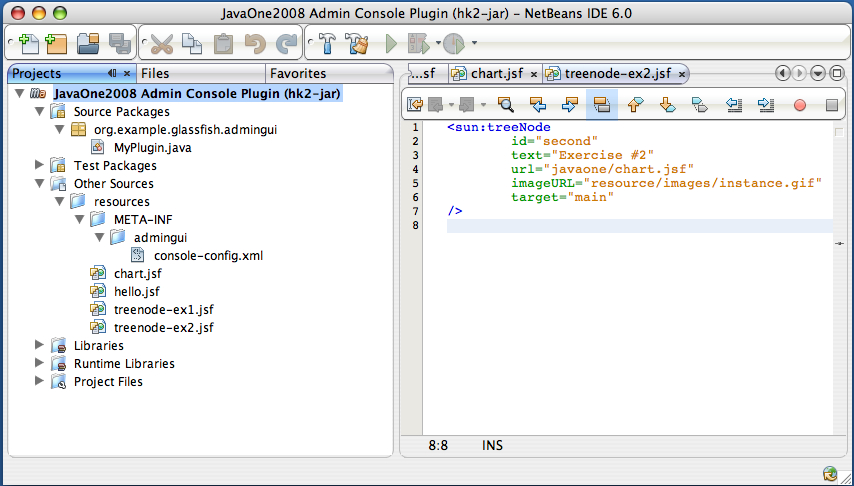 JavaOne2008 Admin Console Plugin (hk2-jar) – NetBeans IDE 6.0
Projects
Files
Favorites
JavaOne2008 Admin Console Plugin (hk2-jar)
Source Packages
org.example.glassfish.admingui
MyPlugin.java
Test Packages
Other Sources
resources
META-INF
admingui
console-config.xml
chart.jsf
hello.jsf
treenode-ex1.jsf
treenode-ex2.jsf
Libraries
Runtime Libraries
Project Files
...sf
chart.jsf
treenode-ex2.jsf
1 <sun:treeNode
2 id="second"
3 text="Exercise #2"
4 url="javaone/chart.jsf"
5 imageURL="resource/images/instance.gif"
6 target="main"
7 />
8
8:8 INS